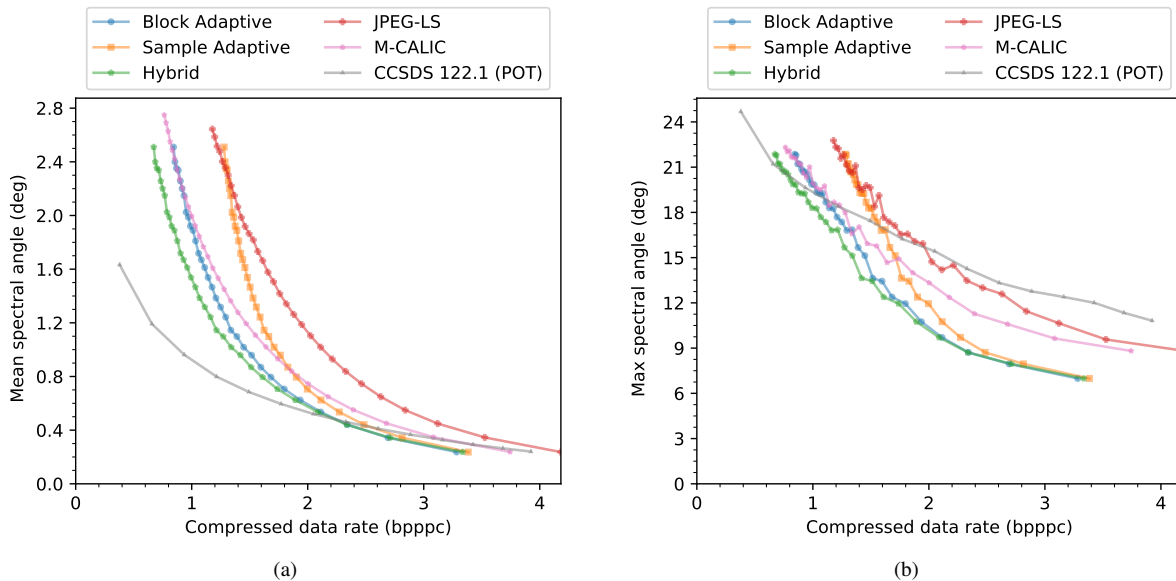 Block Adaptive JPEG-LS
Sample Adaptive M-CALIC
Hybrid CCSDS 122.1 (POT)
2.8
2.4
2.0
1.6
1.2
0.8
0.4
0.0
Mean spectral angle (deg)
0 1 2 3 4
Compressed data rate (bpppc)
(a)
Block Adaptive JPEG-LS
Sample Adaptive M-CALIC
Hybrid CCSDS 122.1 (POT)
24
21
18
15
12
9
6
3
0
Max spectral angle (deg)
0 1 2 3 4
Compressed data rate (bpppc)
(b)